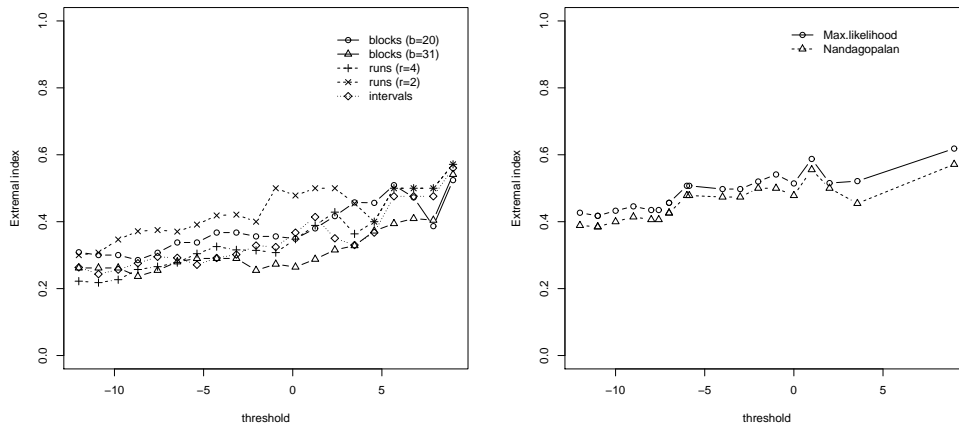 1.0
0.8
0.6
0.4
0.2
0.0
Extremal index
blocks (b=20)
blocks (b=31)
runs (r=4)
runs (r=2)
intervals
−10
−5
0
5
threshold
1.0
0.8
0.6
0.4
0.2
0.0
Extremal index
Max.likelihood
Nandagopalan
−10
−5
0
5
threshold